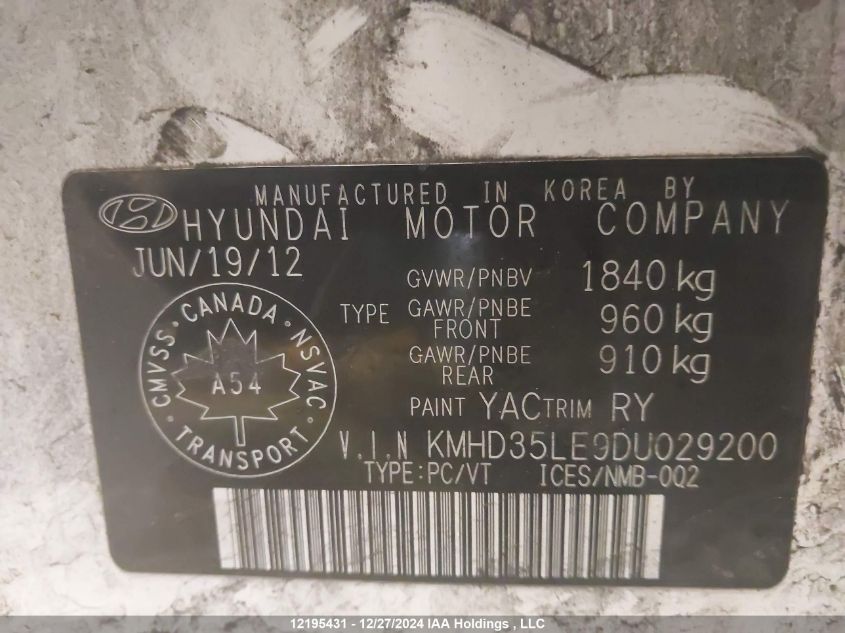 MANUFACTURED IN KOREA BY
HYUNDAI MOTOR COMPANY
JUN/19/12
GVWR/PNBV 1840 kg
TYPE GAWR/PNBE FRONT 960 kg
GAWR/PNBE REAR 910 kg
PAINT YAC TRIM RY
CANADA · NSVAC · TRANSPORT · CMVSS ·
A54
V.I.N KMHD35LE9DU029200
TYPE:PC/VT ICES/NMB-002
12195431 - 12/27/2024 IAA Holdings , LLC